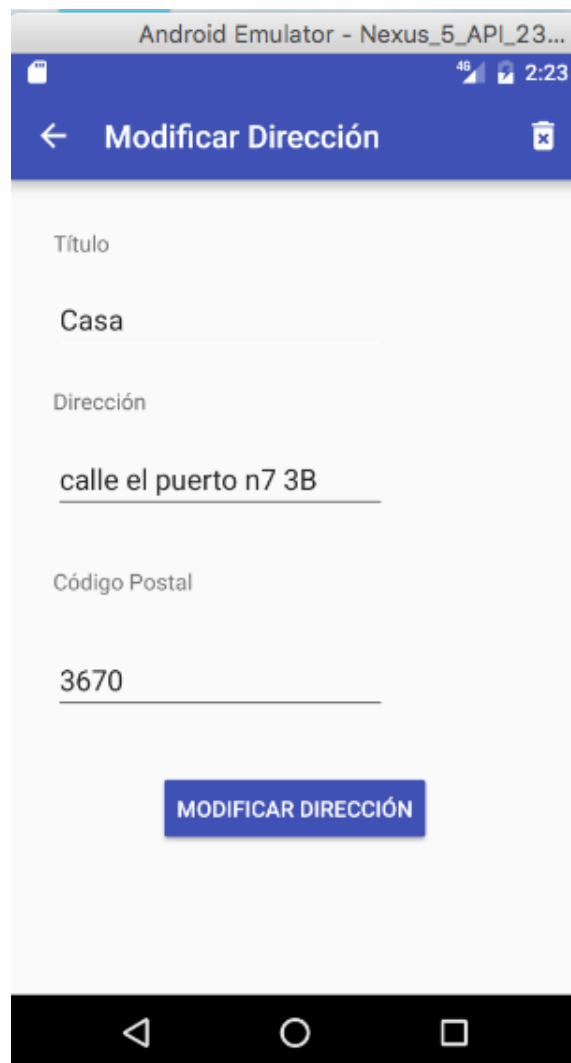 Android Emulator - Nexus_5_API_23...
4G 2:23
Modificar Dirección
Título
Casa
Dirección
calle el puerto n7 3B
Código Postal
3670
MODIFICAR DIRECCIÓN